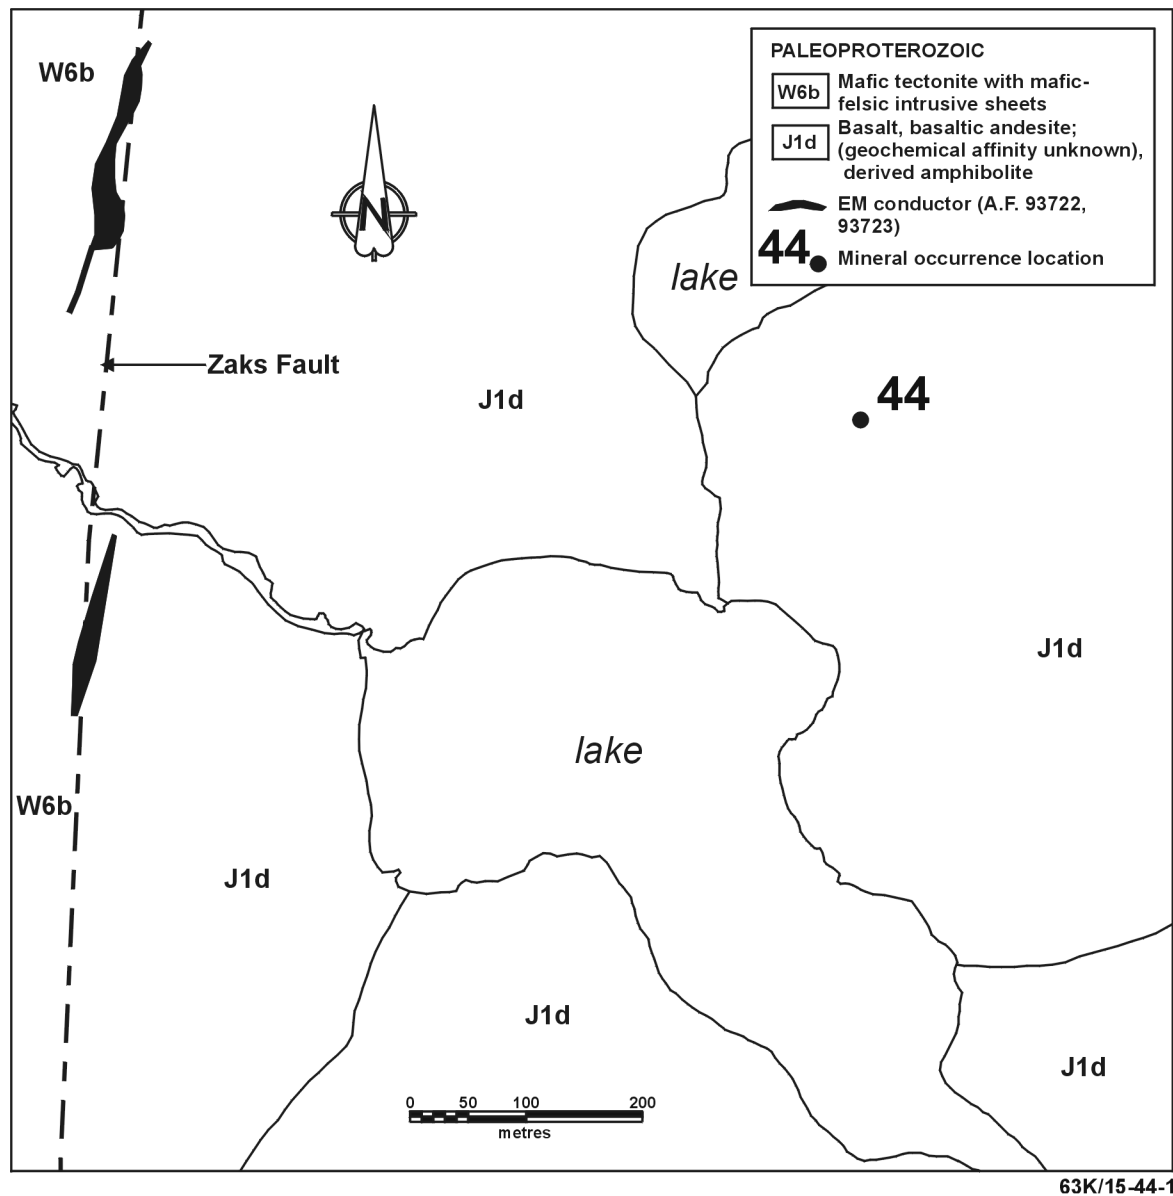 W6b
PALEOPROTEROZOIC
W6b
Mafic tectonite with mafic-
felsic intrusive sheets
J1d
Basalt, basaltic andesite;
(geochemical affinity unknown),
derived amphibolite
EM conductor (A.F. 93722,
93723)
44
Mineral occurrence location
N
lake
Zaks Fault
J1d
44
J1d
lake
W6b
J1d
J1d
J1d
0 50 100 200
metres
63K/15-44-1